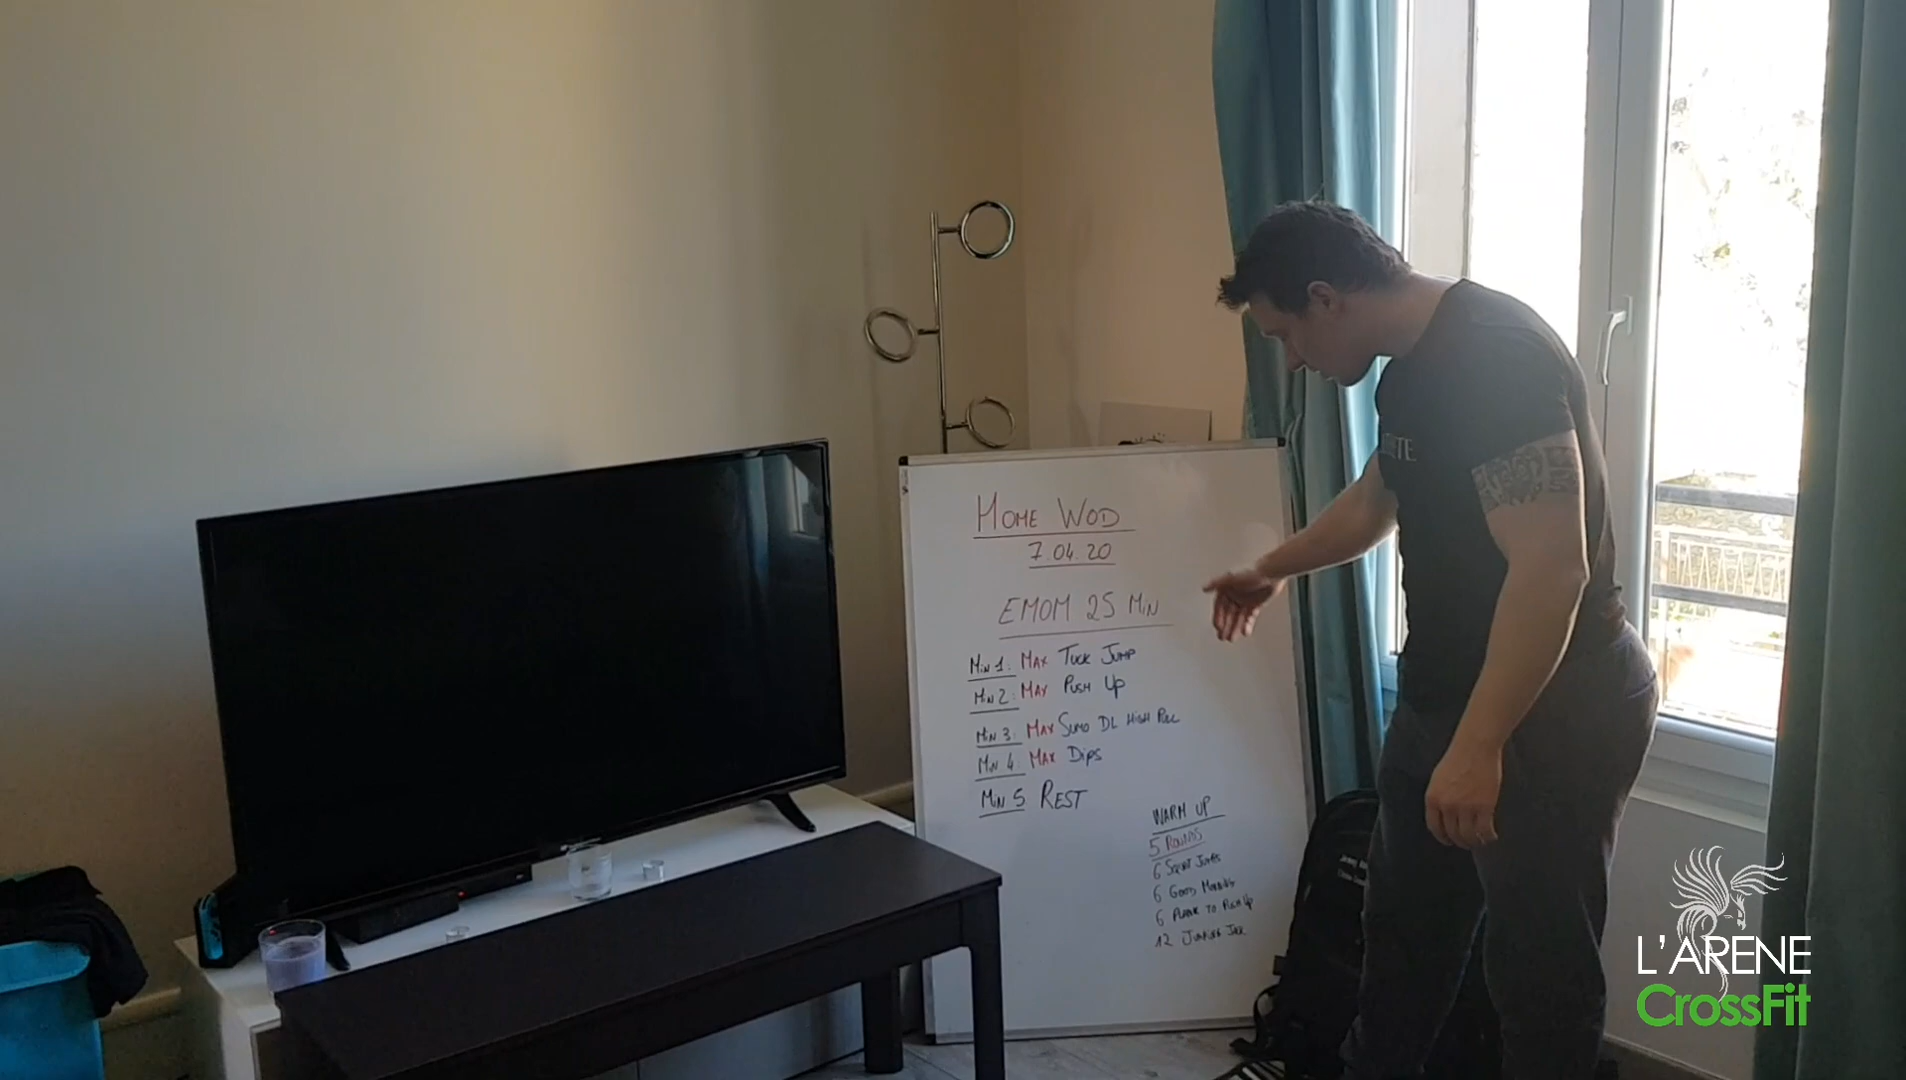 HOME WOD
7.04.20
EMOM 25 MIN
MIN 1: MAX TUCK JUMP
MIN 2: MAX PUSH UP
MIN 3: MAX SUMO DL HIGH PULL
MIN 4: MAX DIPS
MIN 5 REST
WARM UP
5 ROUNDS
6 SQUAT JUMPS
6 GOOD MORNING
6 PLANK TO PUSH UP
12 JUMPING JACK
L'ARENE
CrossFit